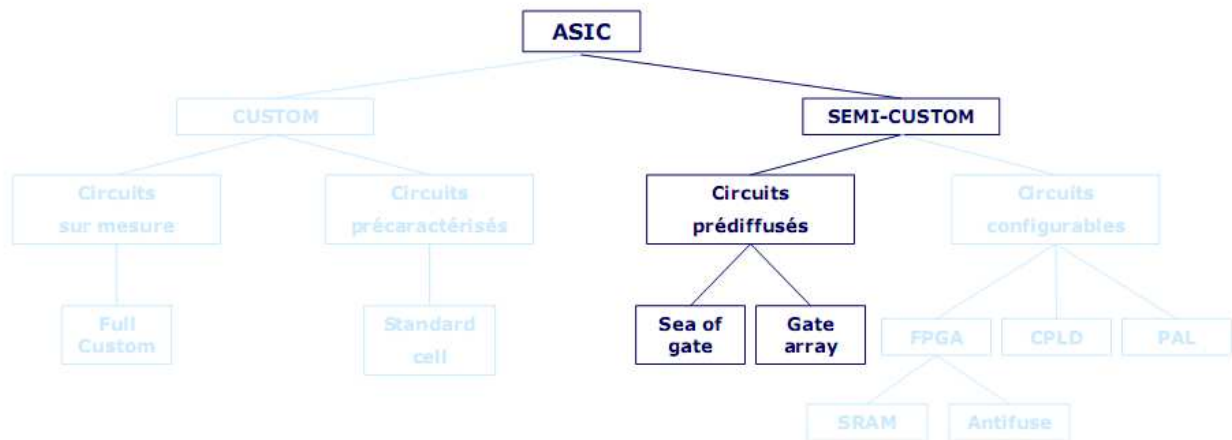 ASIC
CUSTOM
SEMI-CUSTOM
Circuits
sur mesure
Circuits
précaractérisés
Circuits
prédiffusés
Circuits
configurables
Full
Custom
Standard
cell
Sea of
gate
Gate
array
FPGA
CPLD
PAL
SRAM
Antifuse